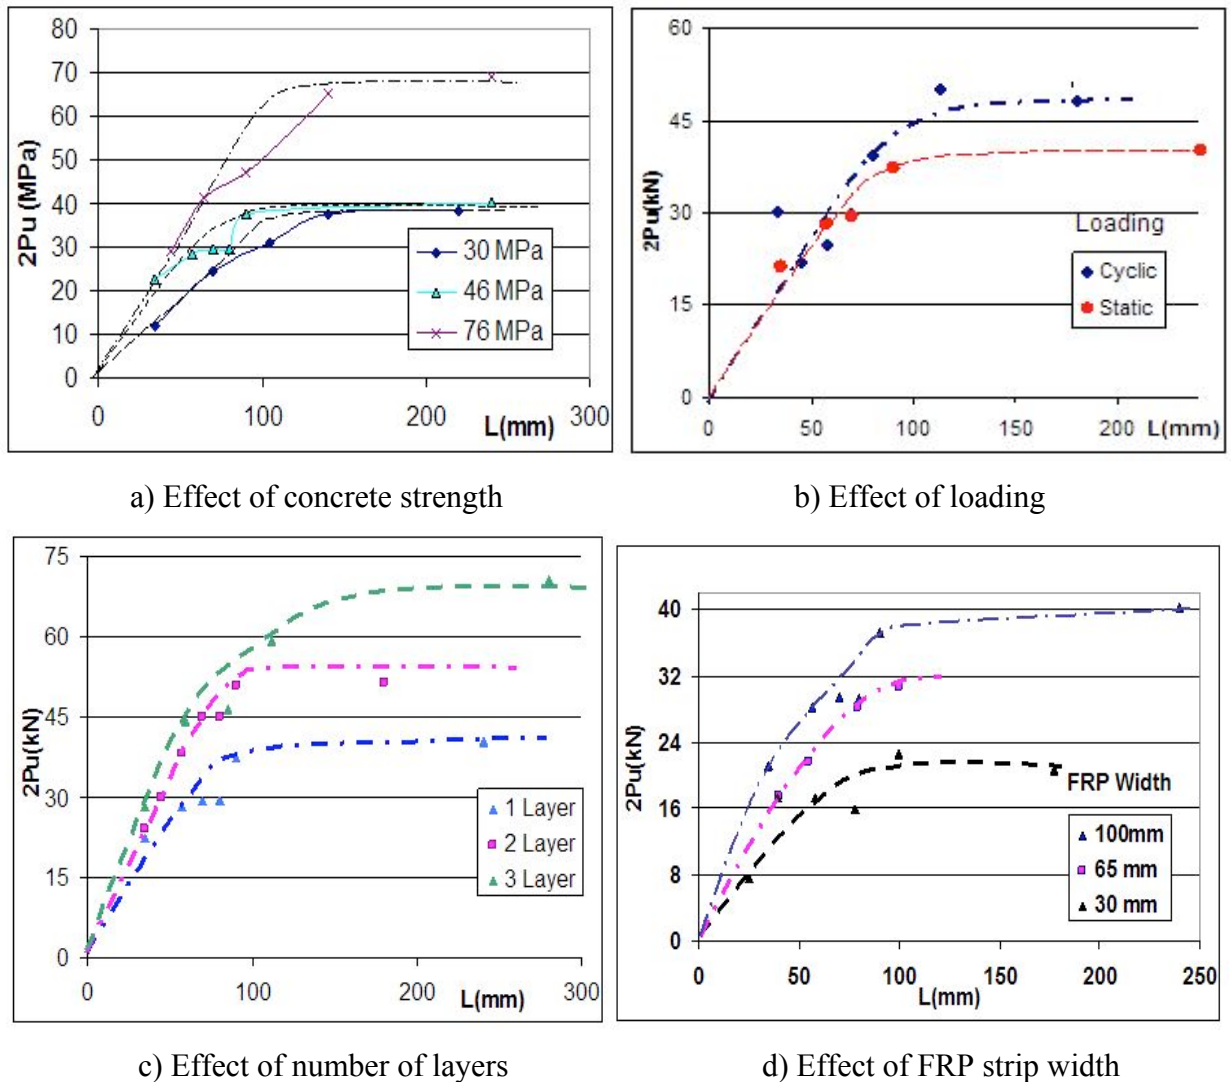 80
70
60
50
40
30
20
10
0
2Pu (MPa)
30 MPa
46 MPa
76 MPa
0
100
200
300
L(mm)
a) Effect of concrete strength
60
45
30
15
0
2Pu(kN)
Loading
Cyclic
Static
0
50
100
150
200
L(mm)
b) Effect of loading
75
60
45
30
15
0
2Pu(kN)
1 Layer
2 Layer
3 Layer
0
100
200
300
L(mm)
c) Effect of number of layers
40
32
24
16
8
0
2Pu(kN)
FRP Width
100mm
65 mm
30 mm
0
50
100
150
200
250
L(mm)
d) Effect of FRP strip width